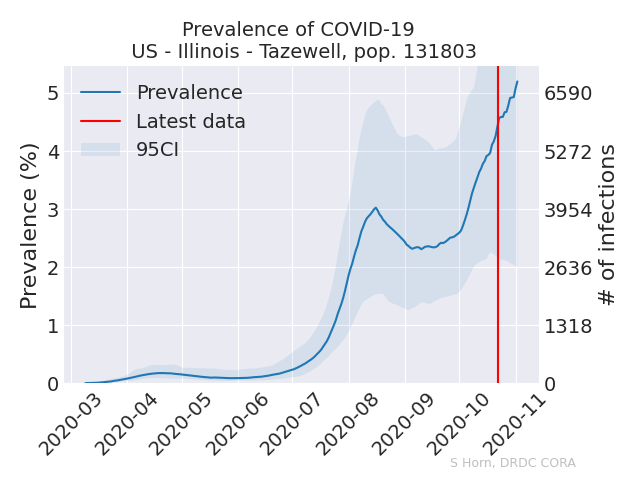 Prevalence of COVID-19
US - Illinois - Tazewell, pop. 131803
Prevalence
Latest data
95CI
Prevalence (%)
5
4
3
2
1
0
6590
5272
3954
2636
1318
0
# of infections
2020-03
2020-04
2020-05
2020-06
2020-07
2020-08
2020-09
2020-10
2020-11
S Horn, DRDC CORA